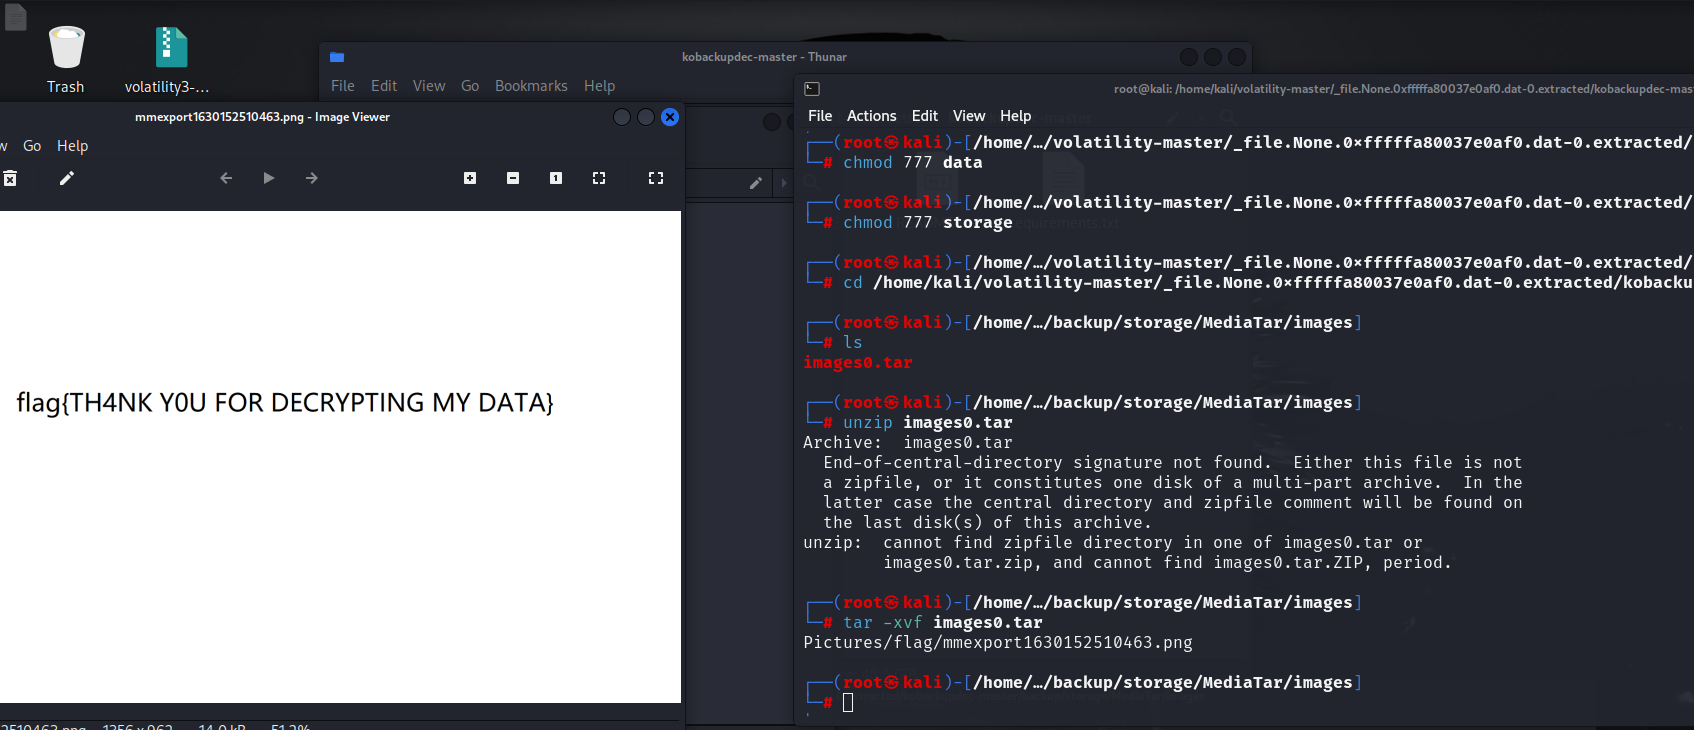 Trash
volatility3-...
kobackupdec-master - Thunar
File Edit View Go Bookmarks Help
mmexport1630152510463.png - Image Viewer
Go Help
flag{TH4NK Y0U FOR DECRYPTING MY DATA}
1356 x 962 14.0 kB 51.2%
root@kali: /home/kali/volatility-master/_file.None.0xfffffa80037e0af0.dat-0.extracted/kobackupdec-mas
File Actions Edit View Help
┌──(root㉿kali)-[/home/…/volatility-master/_file.None.0×fffffa80037e0af0.dat-0.extracted/
└─# chmod 777 data
┌──(root㉿kali)-[/home/…/volatility-master/_file.None.0×fffffa80037e0af0.dat-0.extracted/
└─# chmod 777 storage
equirements.txt
┌──(root㉿kali)-[/home/…/volatility-master/_file.None.0×fffffa80037e0af0.dat-0.extracted/
└─# cd /home/kali/volatility-master/_file.None.0×fffffa80037e0af0.dat-0.extracted/kobacku
┌──(root㉿kali)-[/home/…/backup/storage/MediaTar/images]
└─# ls
images0.tar
┌──(root㉿kali)-[/home/…/backup/storage/MediaTar/images]
└─# unzip images0.tar
Archive:  images0.tar
  End-of-central-directory signature not found.  Either this file is not
  a zipfile, or it constitutes one disk of a multi-part archive.  In the
  latter case the central directory and zipfile comment will be found on
  the last disk(s) of this archive.
unzip:  cannot find zipfile directory in one of images0.tar or
        images0.tar.zip, and cannot find images0.tar.ZIP, period.
┌──(root㉿kali)-[/home/…/backup/storage/MediaTar/images]
└─# tar -xvf images0.tar
Pictures/flag/mmexport1630152510463.png
┌──(root㉿kali)-[/home/…/backup/storage/MediaTar/images]
└─#